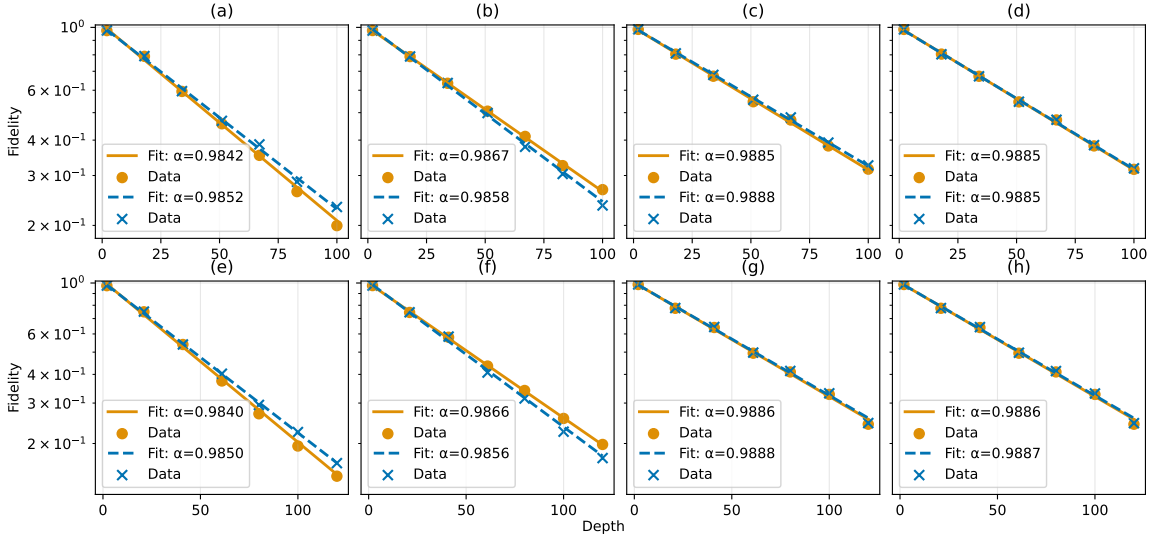 (a) (b) (c) (d)
10⁰
6 × 10⁻¹
4 × 10⁻¹
3 × 10⁻¹
2 × 10⁻¹
Fidelity
Fit: α=0.9842
Data
Fit: α=0.9852
Data
Fit: α=0.9867
Data
Fit: α=0.9858
Data
Fit: α=0.9885
Data
Fit: α=0.9888
Data
Fit: α=0.9885
Data
Fit: α=0.9885
Data
0 25 50 75 100 0 25 50 75 100 0 25 50 75 100 0 25 50 75 100
(e) (f) (g) (h)
10⁰
6 × 10⁻¹
4 × 10⁻¹
3 × 10⁻¹
2 × 10⁻¹
Fidelity
Fit: α=0.9840
Data
Fit: α=0.9850
Data
Fit: α=0.9866
Data
Fit: α=0.9856
Data
Fit: α=0.9886
Data
Fit: α=0.9888
Data
Fit: α=0.9886
Data
Fit: α=0.9887
Data
0 50 100 0 50 100 0 50 100 0 50 100
Depth